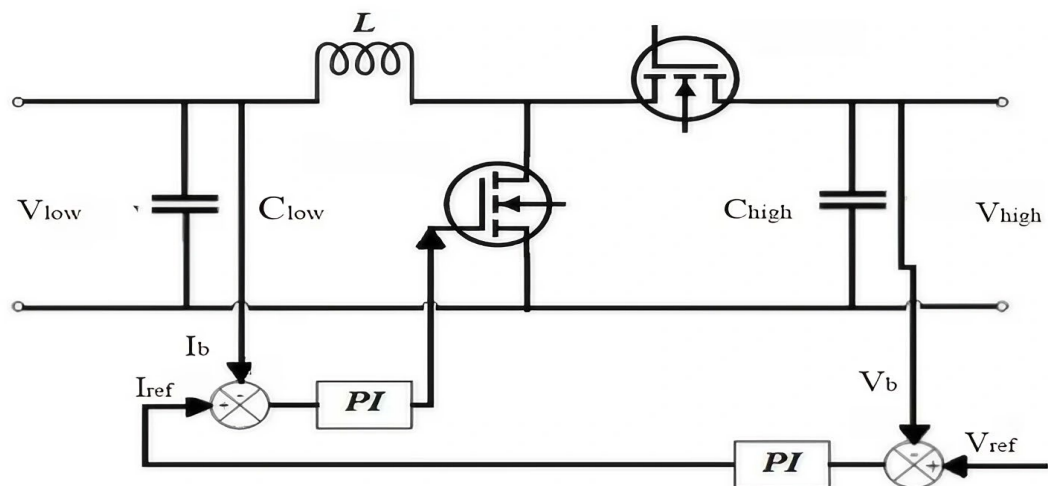 L
Vlow
Clow
Chigh
Vhigh
Ib
Iref
+
-
PI
Vb
PI
-
+
Vref